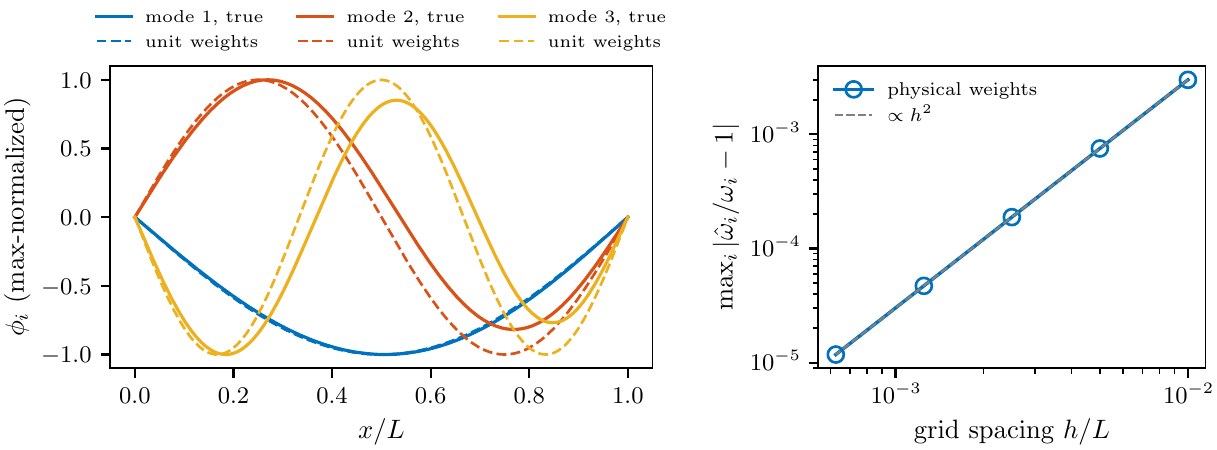 mode 1, true mode 2, true mode 3, true
unit weights unit weights unit weights
ϕᵢ (max-normalized)
1.0
0.5
0.0
−0.5
−1.0
0.0 0.2 0.4 0.6 0.8 1.0
x/L
physical weights
∝ h²
maxᵢ |ω̂ᵢ/ωᵢ − 1|
10⁻³
10⁻⁴
10⁻⁵
10⁻³ 10⁻²
grid spacing h/L